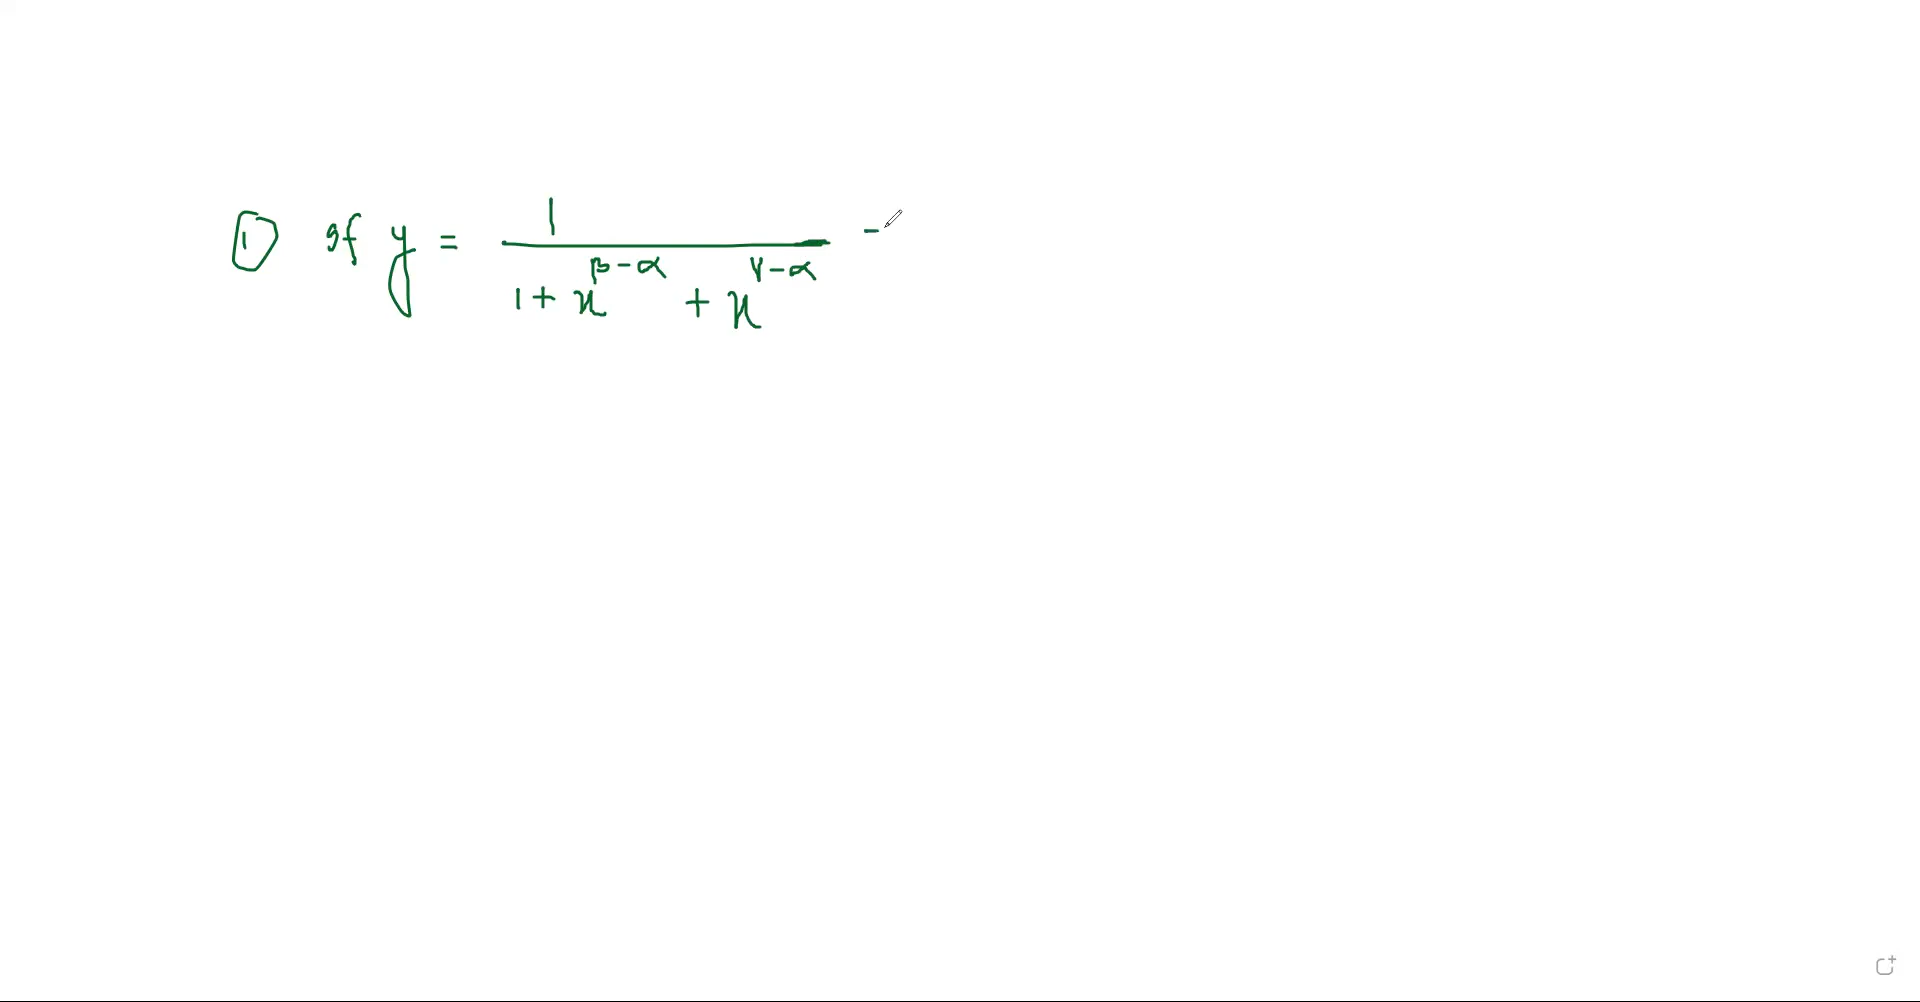 ① If y = 1 / (1 + x^(β-α) + x^(γ-α)) -